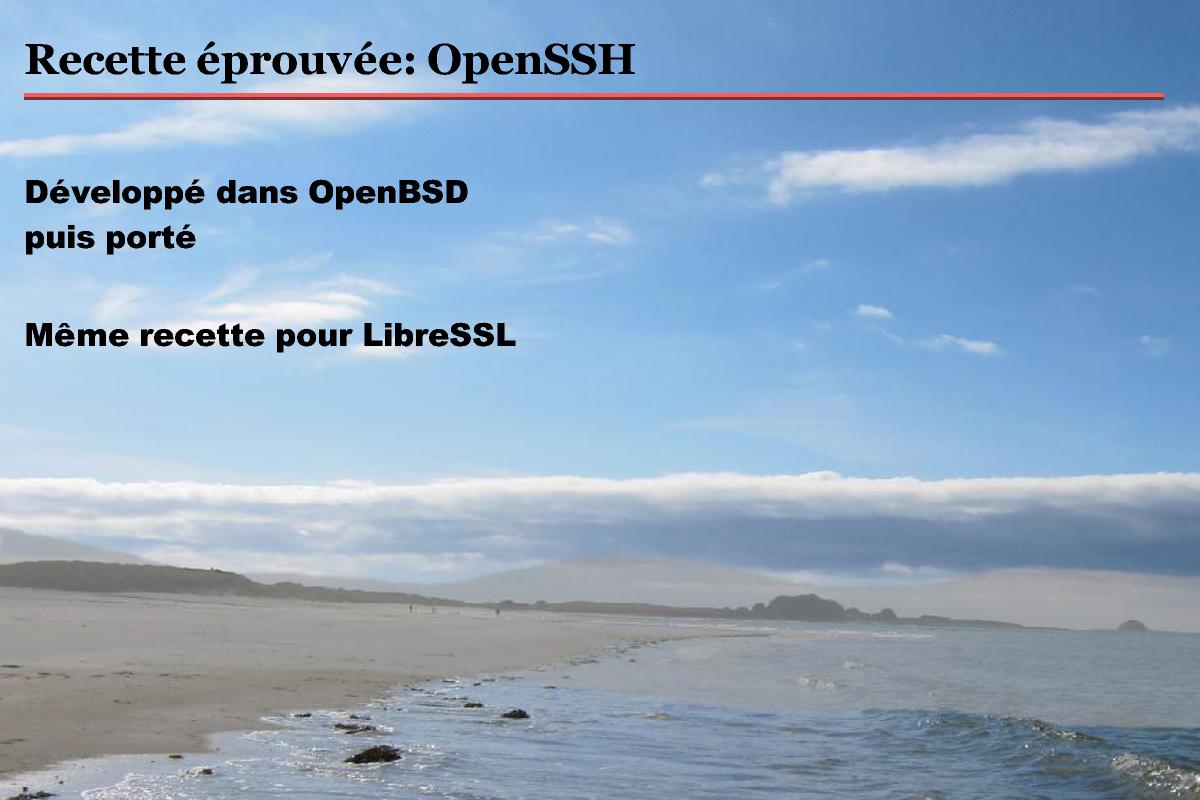 Recette éprouvée: OpenSSH
Développé dans OpenBSD
puis porté
Même recette pour LibreSSL